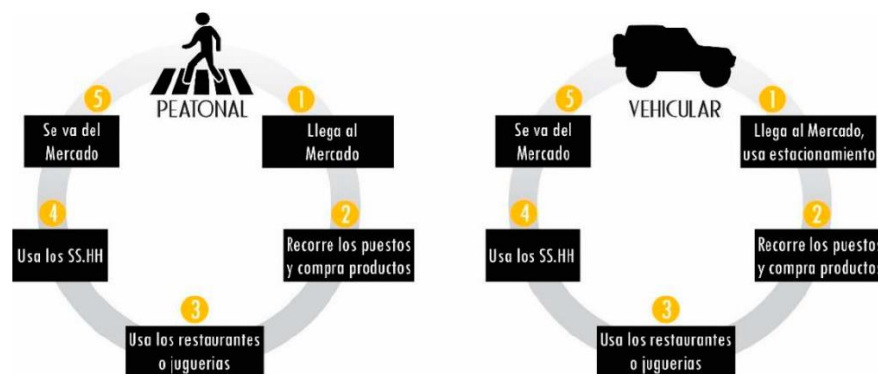 PEATONAL
1
Llega al
Mercado
2
Recorre los puestos
y compra productos
3
Usa los restaurantes
o juguerias
4
Usa los SS.HH
5
Se va del
Mercado
VEHICULAR
1
Llega al Mercado,
usa estacionamiento
2
Recorre los puestos
y compra productos
3
Usa los restaurantes
o juguerias
4
Usa los SS.HH
5
Se va del
Mercado